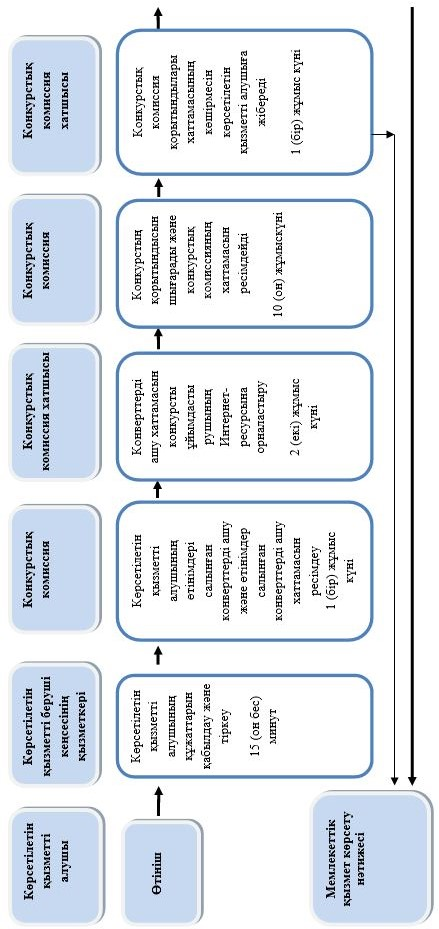 Көрсетілетін
қызметті
алушы
Көрсетілетін
қызметті беруші
кеңсесінің
қызметкері
Конкурстық
комиссия
Конкурстық
комиссия хатшысы
Конкурстық
комиссия
Конкурстық
комиссия
хатшысы
Өтініш
Көрсетілетін
қызметті
алушының
құжаттарын
қабылдау және
тіркеу
15 (он бес)
минут
Көрсетілетін
қызметті
алушының
өтінімдері
салынған
конверттерді ашу
және өтінімдер
салынған
конверттерді ашу
хаттамасын
ресімдеу
1 (бір) жұмыс
күні
Конверттерді
ашу хаттамасын
конкурсты
ұйымдасты
рушының
Интернет-
ресурсына
орналастыру
2 (екі) жұмыс
күні
Конкурстың
қорытындысын
шығарады және
конкурстық
комиссияның
хаттамасын
ресімдейді
10 (он) жұмыскүні
Конкурстық
комиссия
қорытындылары
хаттамасының
көшірмесін
көрсетілетін
қызметті алушыға
жібереді
1 (бір) жұмыс күні
Мемлекеттік
қызмет көрсету
нәтижесі